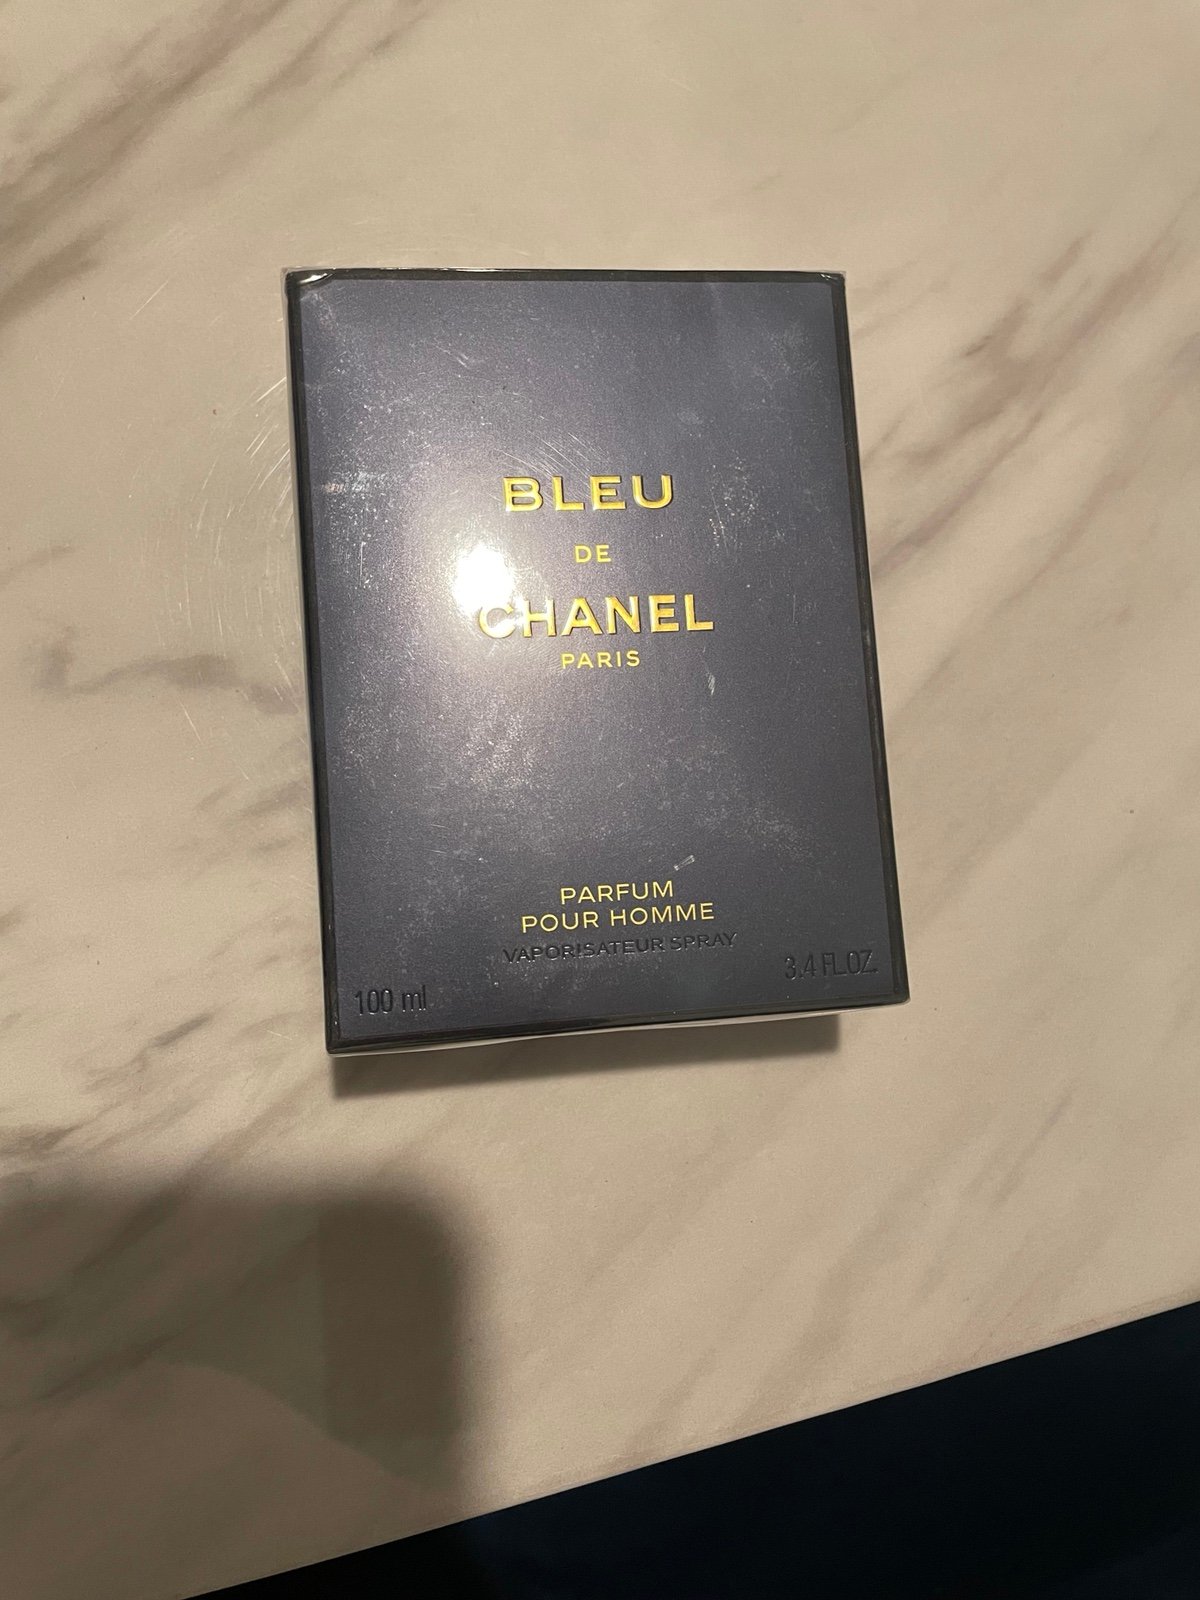 BLEU
DE
CHANEL
PARIS
PARFUM
POUR HOMME
VAPORISATEUR SPRAY
100 ml
3.4 FL.OZ.